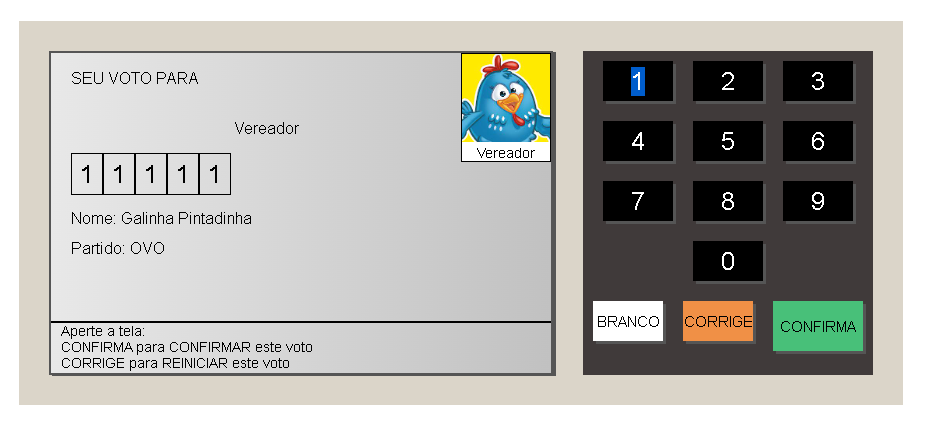 SEU VOTO PARA
Vereador
Vereador
1 1 1 1 1
Nome: Galinha Pintadinha
Partido: OVO
Aperte a tela:
CONFIRMA para CONFIRMAR este voto
CORRIGE para REINICIAR este voto
1 2 3
4 5 6
7 8 9
0
BRANCO CORRIGE CONFIRMA